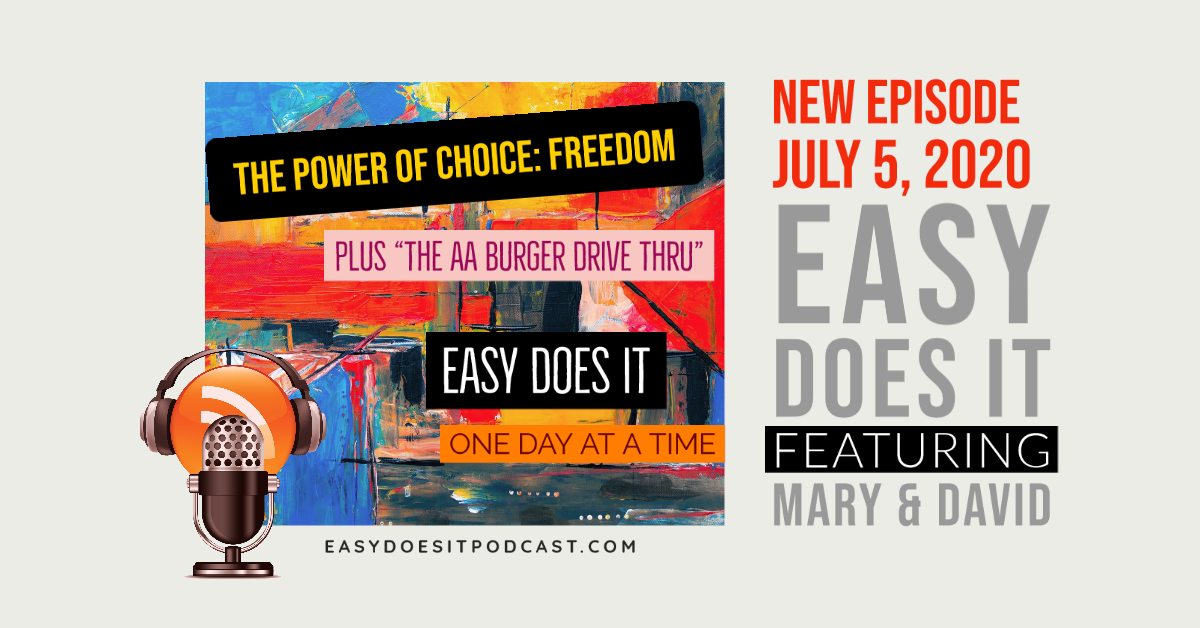 THE POWER OF CHOICE: FREEDOM
PLUS “THE AA BURGER DRIVE THRU”
EASY DOES IT
ONE DAY AT A TIME
EASYDOESITPODCAST.COM
NEW EPISODE
JULY 5, 2020
EASY
DOES IT
FEATURING
MARY & DAVID